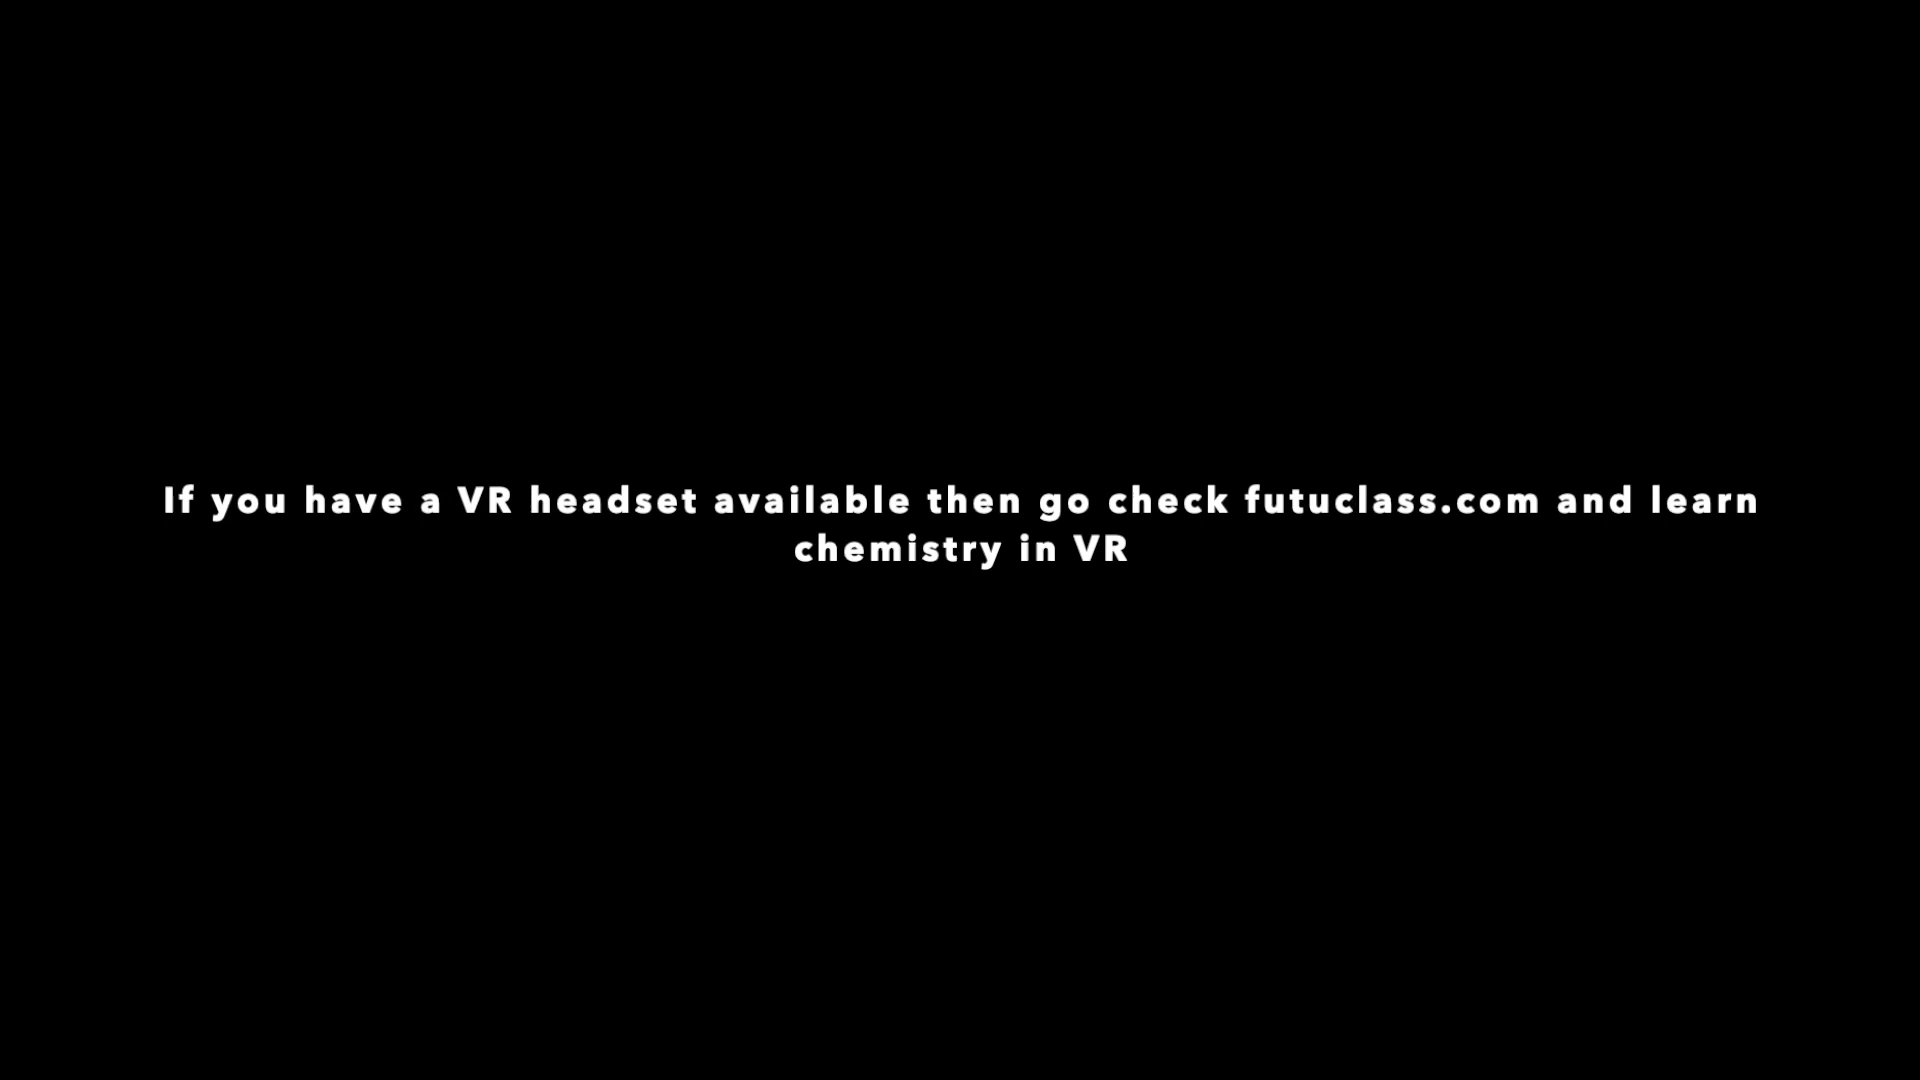 If you have a VR headset available then go check futuclass.com and learn
chemistry in VR